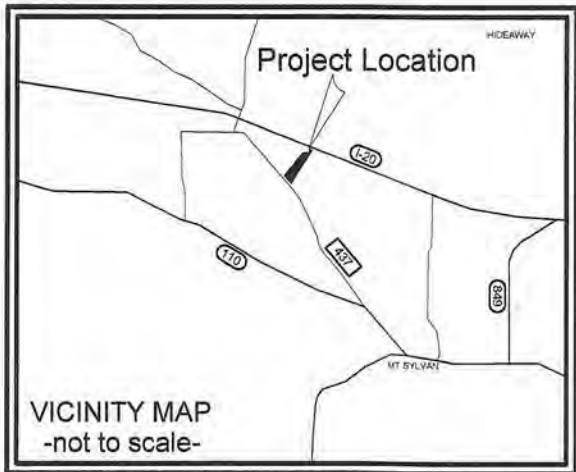 HIDEAWAY
Project Location
I-20
110
437
849
MT SYLVAN
VICINITY MAP
-not to scale-